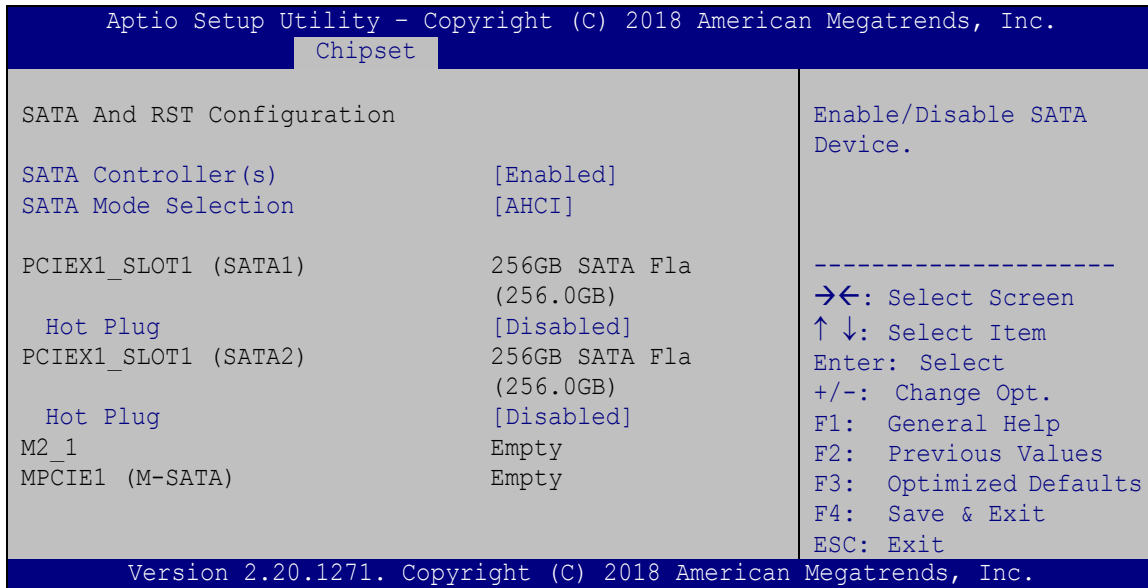 Aptio Setup Utility – Copyright (C) 2018 American Megatrends, Inc.
Chipset
SATA And RST Configuration
SATA Controller(s) [Enabled]
SATA Mode Selection [AHCI]
PCIEX1_SLOT1 (SATA1) 256GB SATA Fla
(256.0GB)
Hot Plug [Disabled]
PCIEX1_SLOT1 (SATA2) 256GB SATA Fla
(256.0GB)
Hot Plug [Disabled]
M2_1 Empty
MPCIE1 (M-SATA) Empty
Enable/Disable SATA
Device.
----------------------
→←: Select Screen
↑ ↓: Select Item
Enter: Select
+/-: Change Opt.
F1: General Help
F2: Previous Values
F3: Optimized Defaults
F4: Save & Exit
ESC: Exit
Version 2.20.1271. Copyright (C) 2018 American Megatrends, Inc.